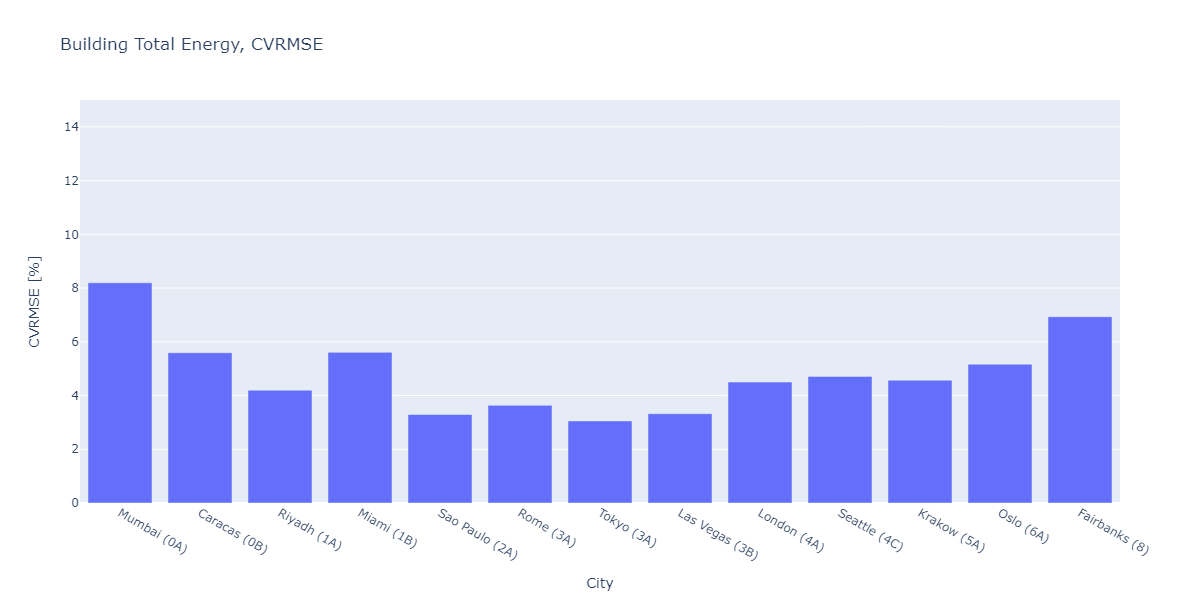 Building Total Energy, CVRMSE
CVRMSE [%]
14
12
10
8
6
4
2
0
Mumbai (0A)
Caracas (0B)
Riyadh (1A)
Miami (1B)
Sao Paulo (2A)
Rome (3A)
Tokyo (3A)
Las Vegas (3B)
London (4A)
Seattle (4C)
Krakow (5A)
Oslo (6A)
Fairbanks (8)
City